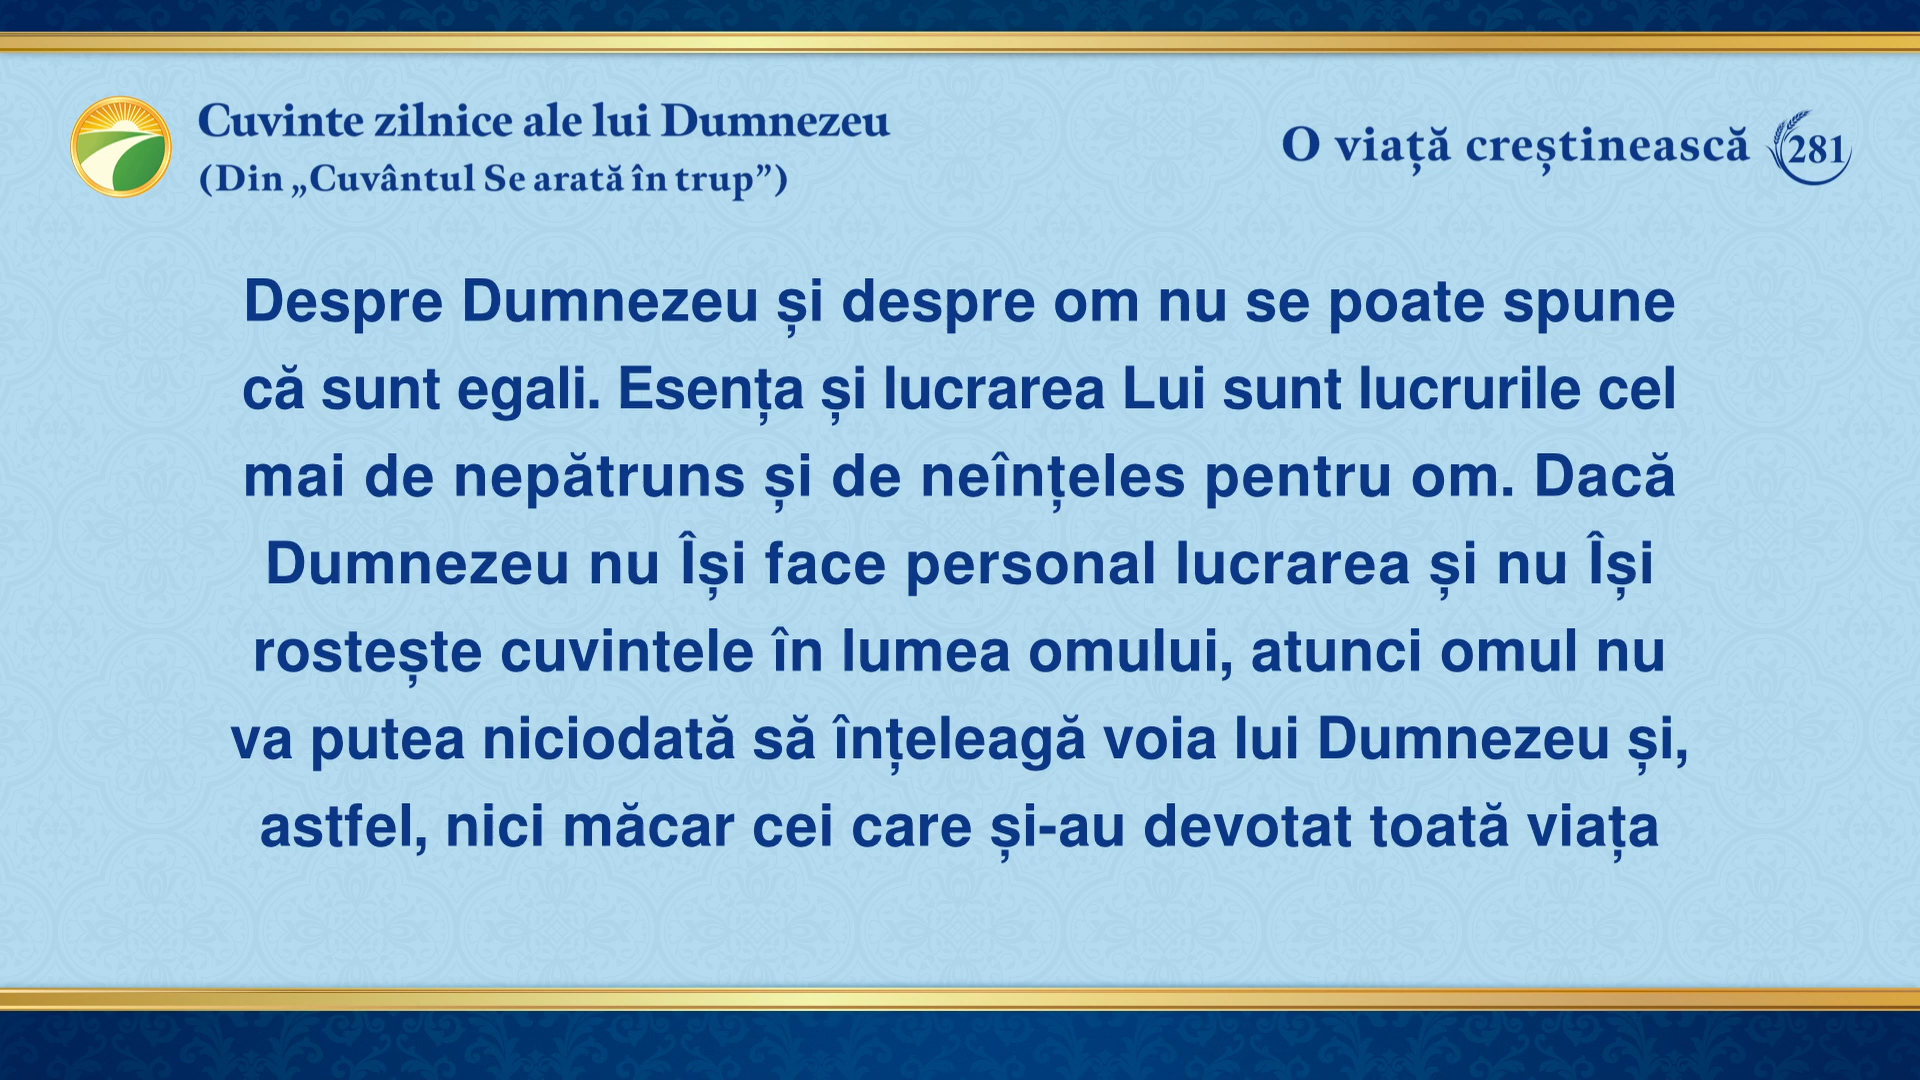 Cuvinte zilnice ale lui Dumnezeu
(Din „Cuvântul Se arată în trup”)
O viață creștinească 281
Despre Dumnezeu și despre om nu se poate spune
că sunt egali. Esența și lucrarea Lui sunt lucrurile cel
mai de nepătruns și de neînțeles pentru om. Dacă
Dumnezeu nu Își face personal lucrarea și nu Își
rostește cuvintele în lumea omului, atunci omul nu
va putea niciodată să înțeleagă voia lui Dumnezeu și,
astfel, nici măcar cei care și-au devotat toată viața